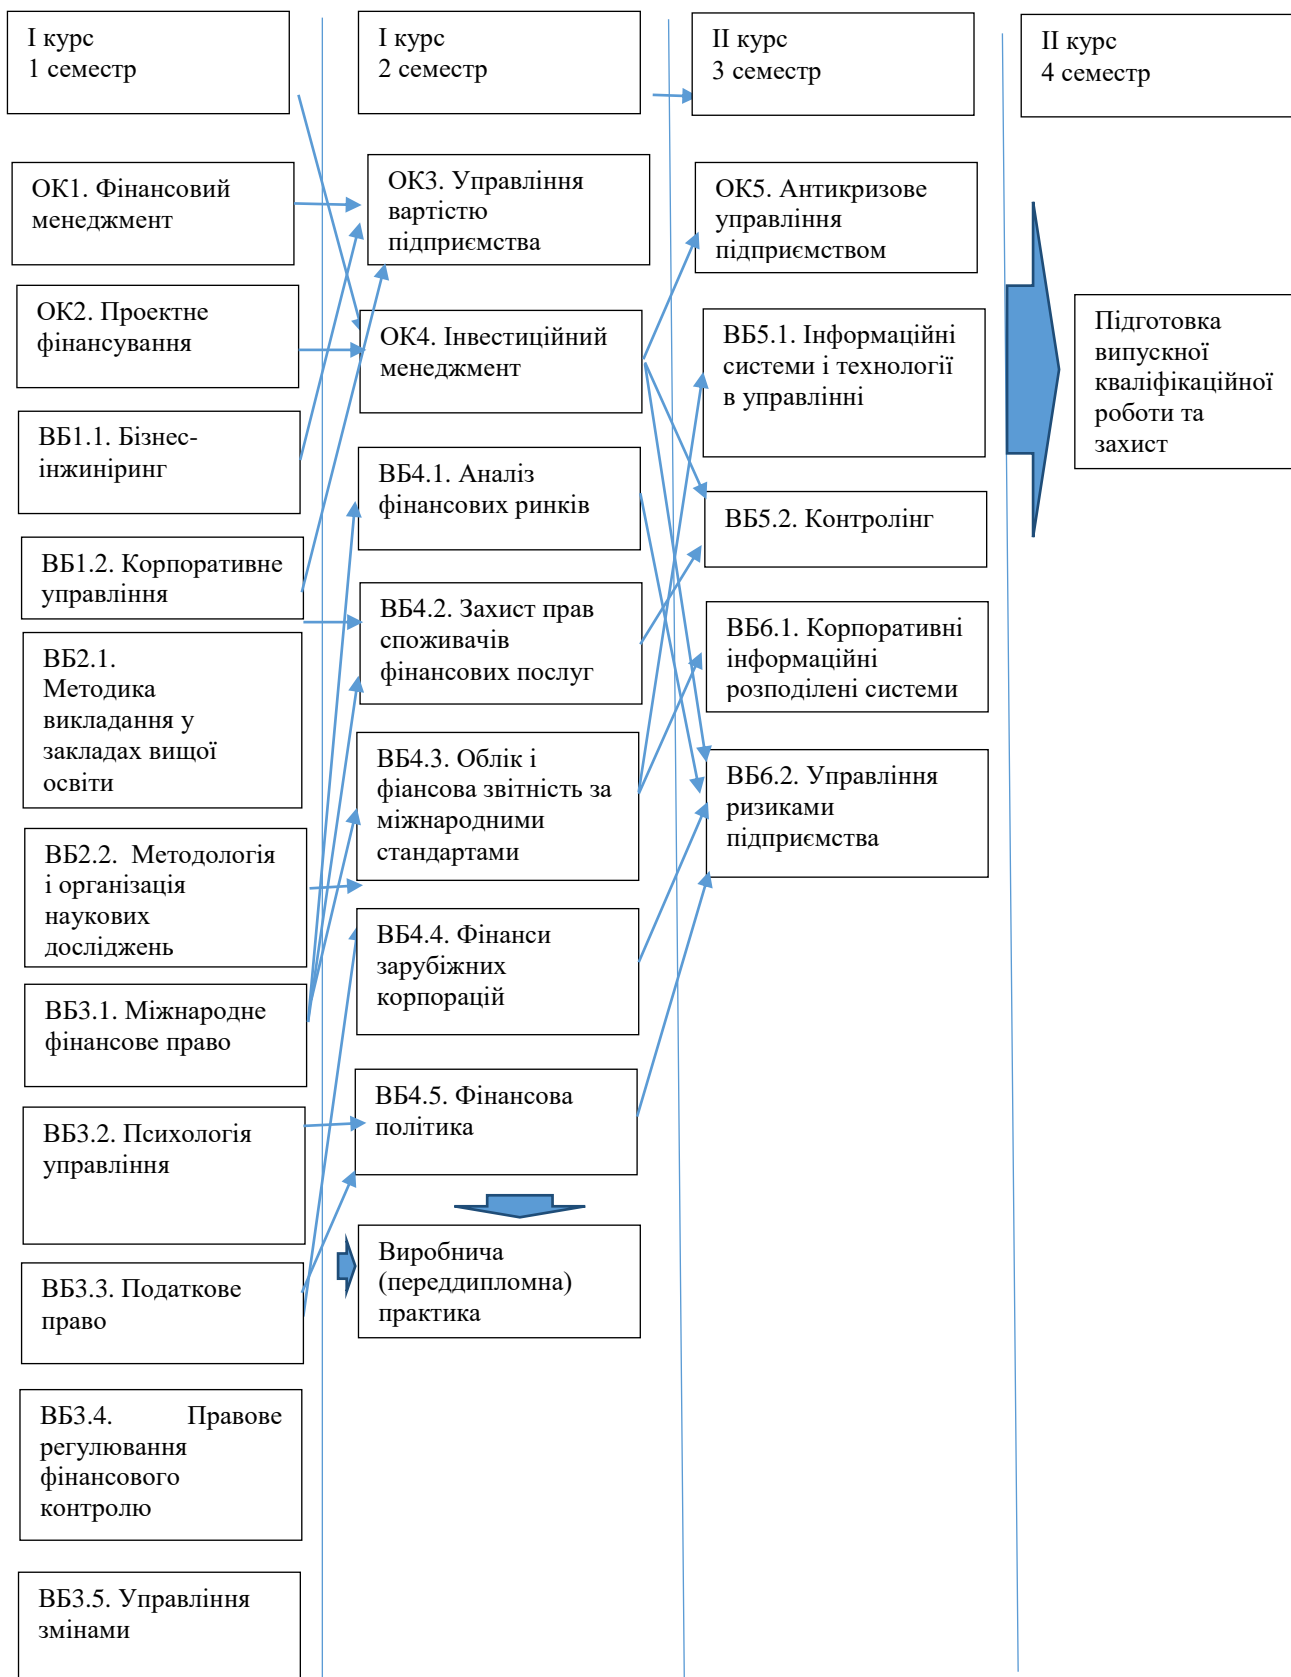 І курс
1 семестр
І курс
2 семестр
ІІ курс
3 семестр
ІІ курс
4 семестр
ОК1. Фінансовий
менеджмент
ОК2. Проектне
фінансування
ВБ1.1. Бізнес-
інжиніринг
ВБ1.2. Корпоративне
управління
ВБ2.1.
Методика
викладання у
закладах вищої
освіти
ВБ2.2. Методологія
і організація
наукових
досліджень
ВБ3.1. Міжнародне
фінансове право
ВБ3.2. Психологія
управління
ВБ3.3. Податкове
право
ВБ3.4. Правове
регулювання
фінансового
контролю
ВБ3.5. Управління
змінами
ОК3. Управління
вартістю
підприємства
ОК4. Інвестиційний
менеджмент
ВБ4.1. Аналіз
фінансових ринків
ВБ4.2. Захист прав
споживачів
фінансових послуг
ВБ4.3. Облік і
фіансова звітність за
міжнародними
стандартами
ВБ4.4. Фінанси
зарубіжних
корпорацій
ВБ4.5. Фінансова
політика
Виробнича
(переддипломна)
практика
ОК5. Антикризове
управління
підприємством
ВБ5.1. Інформаційні
системи і технології
в управлінні
ВБ5.2. Контролінг
ВБ6.1. Корпоративні
інформаційні
розподілені системи
ВБ6.2. Управління
ризиками
підприємства
Підготовка
випускної
кваліфікаційної
роботи та
захист